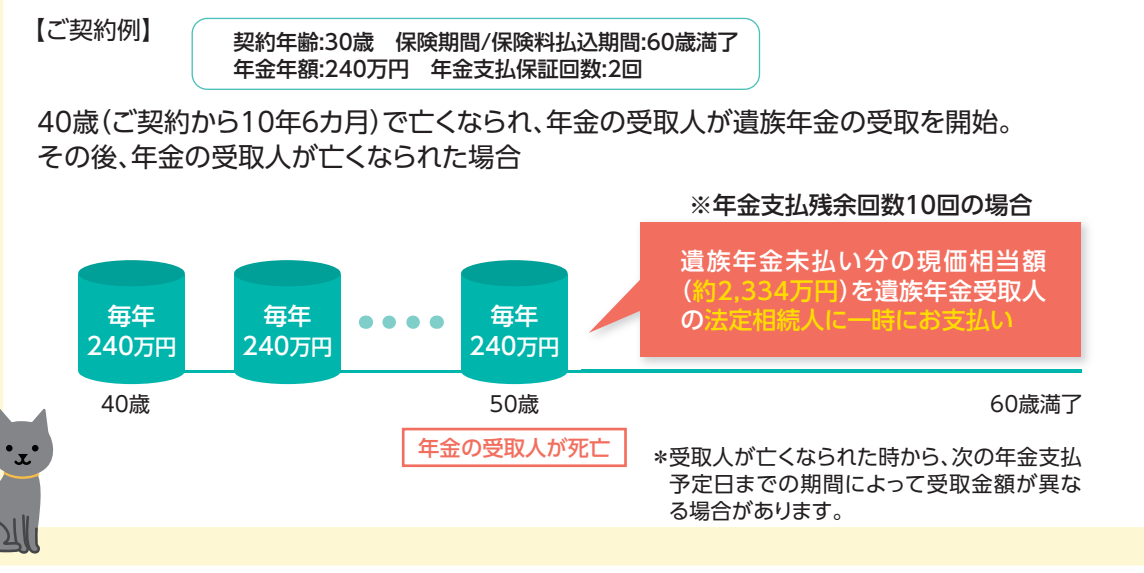 【ご契約例】
契約年齢:30歳　保険期間/保険料払込期間:60歳満了
年金年額:240万円　年金支払保証回数:2回
40歳(ご契約から10年6カ月)で亡くなられ、年金の受取人が遺族年金の受取を開始。
その後、年金の受取人が亡くなられた場合
※年金支払残余回数10回の場合
遺族年金未払い分の現価相当額
(約2,334万円)を遺族年金受取人
の法定相続人に一時にお支払い
毎年
240万円
毎年
240万円
毎年
240万円
40歳
50歳
60歳満了
年金の受取人が死亡
*受取人が亡くなられた時から、次の年金支払
予定日までの期間によって受取金額が異な
る場合があります。